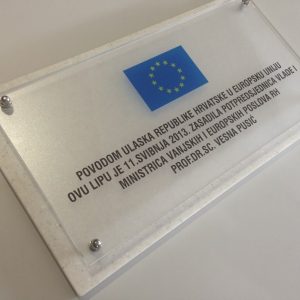 POVODOM ULASKA REPUBLIKE HRVATSKE U EUROPSKU UNIJU
OVU LIPU JE 11. SVIBNJA 2013. ZASADILA POTPREDSJEDNICA VLADE I
MINISTRICA VANJSKIH I EUROPSKIH POSLOVA RH
PROF.DR.SC. VESNA PUSIĆ